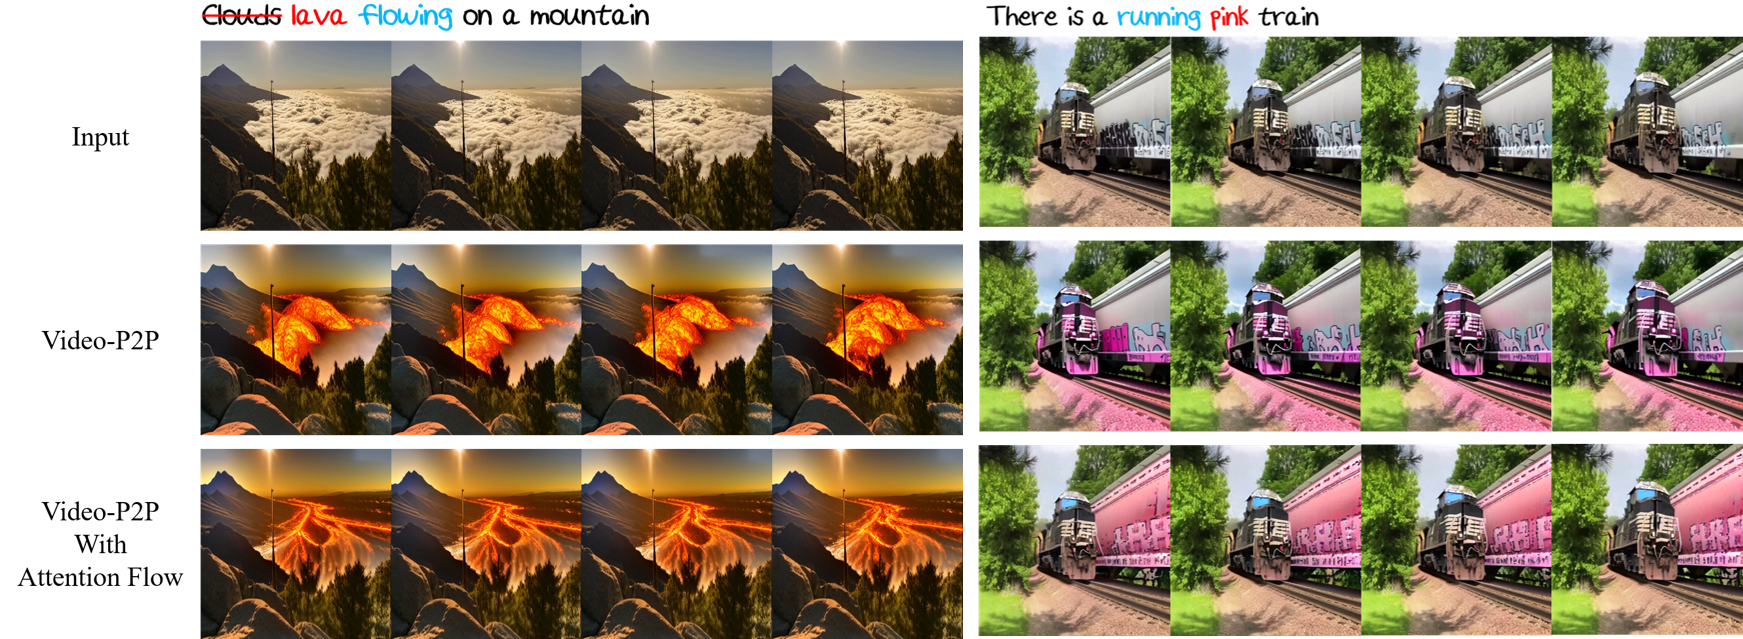 Clouds lava flowing on a mountain
There is a running pink train
Input
Video-P2P
Video-P2P
With
Attention Flow